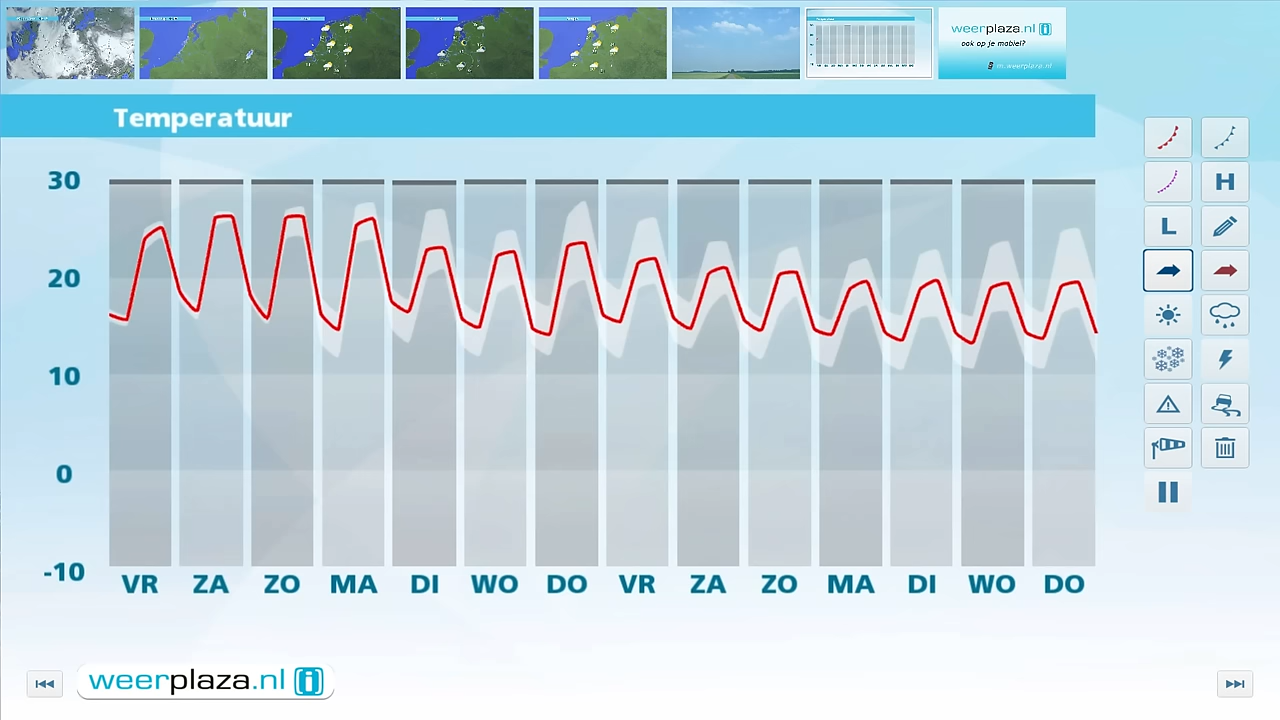 weerplaza.nl
ook op je mobiel?
m.weerplaza.nl
Temperatuur
30
20
10
0
-10
VR ZA ZO MA DI WO DO VR ZA ZO MA DI WO DO
H
L
weerplaza.nl